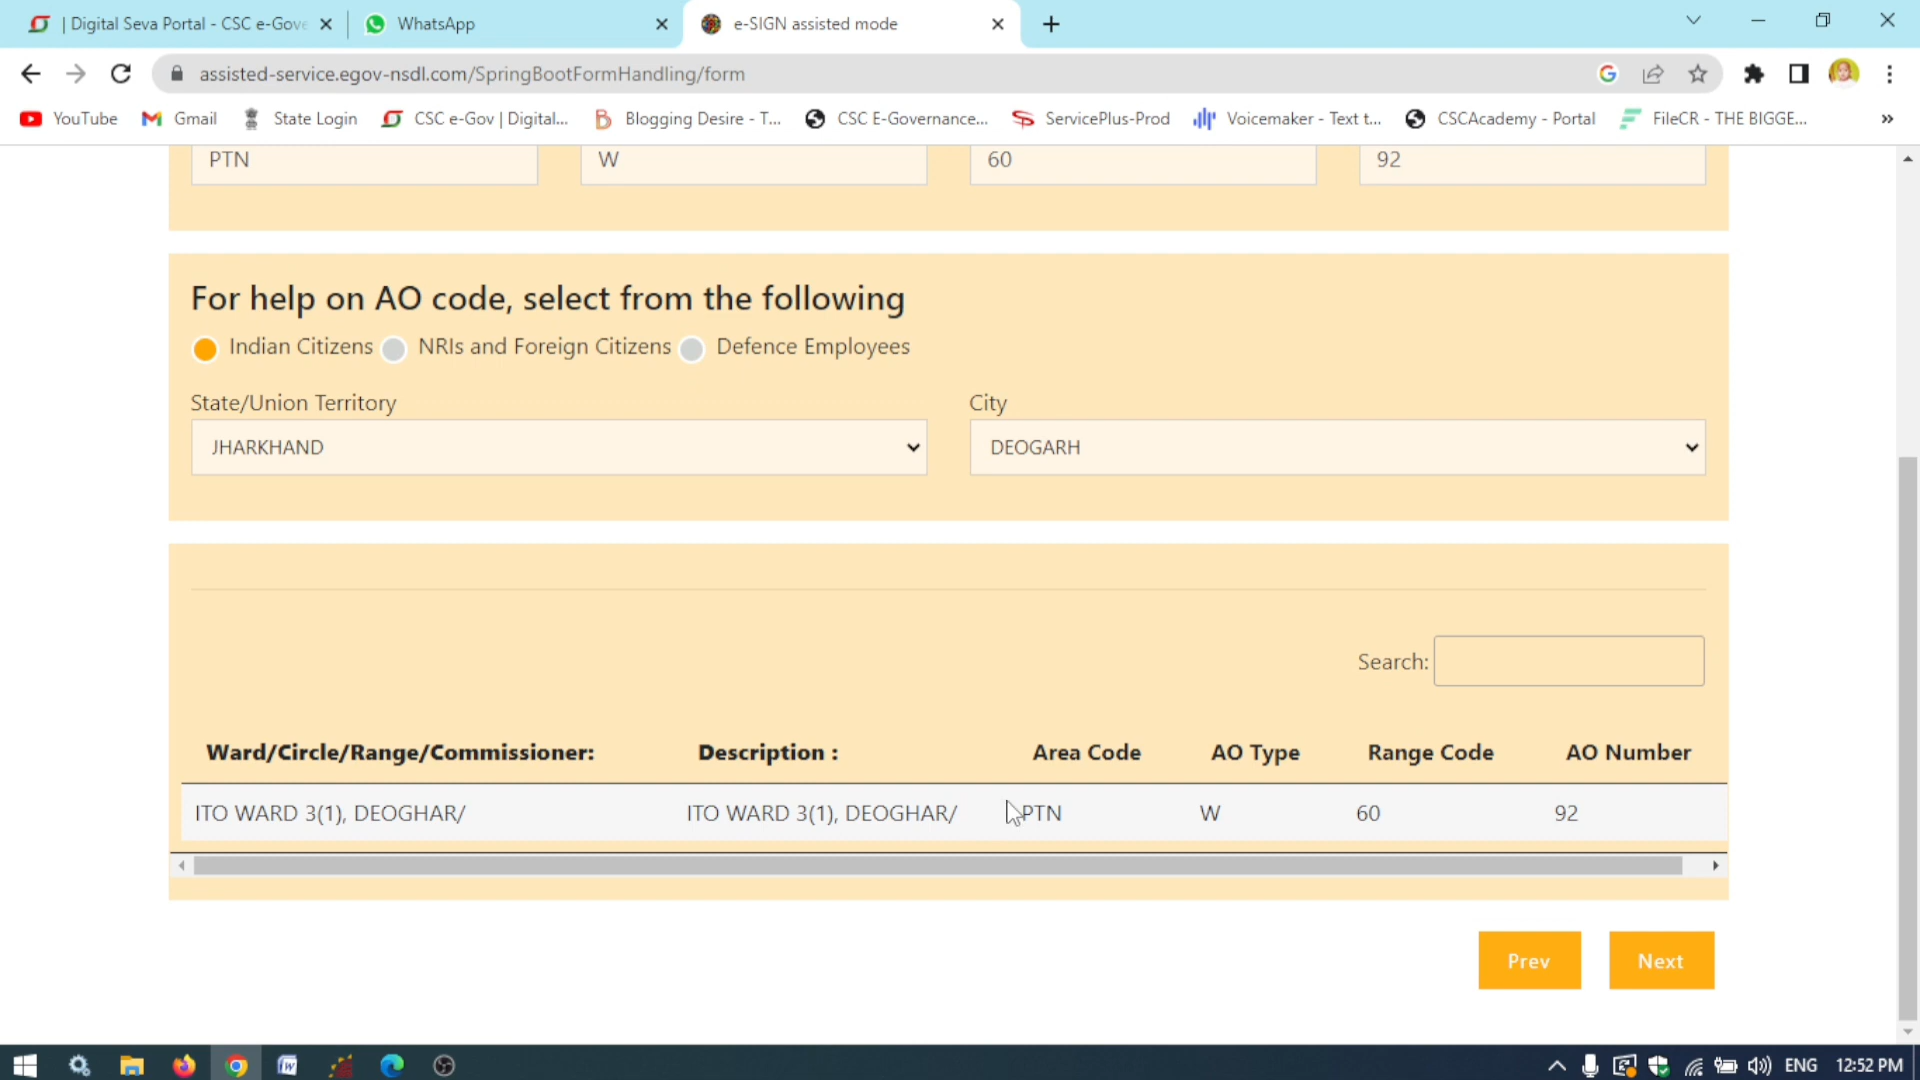 | Digital Seva Portal - CSC e-Gove
WhatsApp
e-SIGN assisted mode
assisted-service.egov-nsdl.com/SpringBootFormHandling/form
YouTube
Gmail
State Login
CSC e-Gov | Digital...
Blogging Desire - T...
CSC E-Governance...
ServicePlus-Prod
Voicemaker - Text t...
CSCAcademy - Portal
FileCR - THE BIGGE...
»
PTN W 60 92
For help on AO code, select from the following
Indian Citizens NRIs and Foreign Citizens Defence Employees
State/Union Territory City
JHARKHAND DEOGARH
Search:
Ward/Circle/Range/Commissioner: Description : Area Code AO Type Range Code AO Number
ITO WARD 3(1), DEOGHAR/ ITO WARD 3(1), DEOGHAR/ PTN W 60 92
Prev Next
ENG 12:52 PM